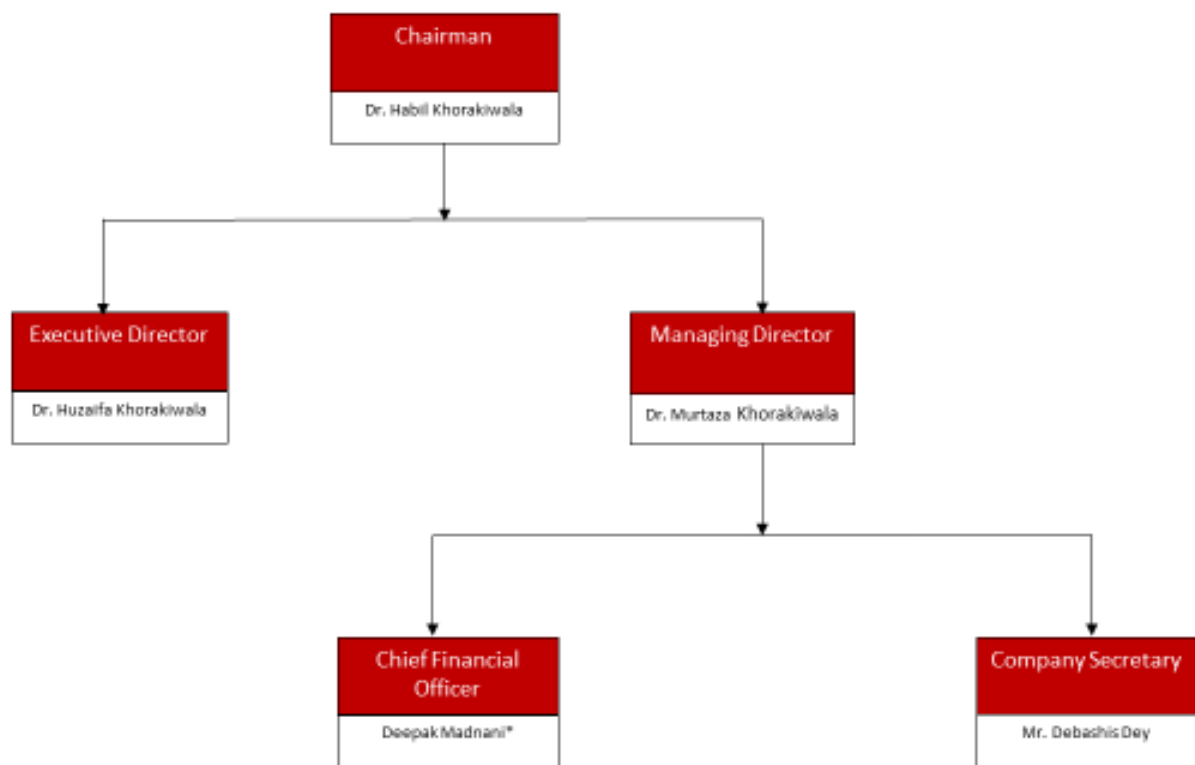 Chairman
Dr. Habil Khorakiwala
Executive Director
Managing Director
Dr. Huzaifa Khorakiwala
Dr. Murtaza Khorakiwala
Chief Financial
Officer
Company Secretary
Deepak Madnani*
Mr. Debashis Dey